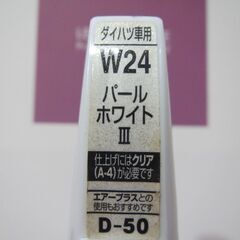 ダイハツ車用
W24
パール
ホワイト
III
仕上げにはクリア
(A-4)が必要です
エアープラスとの
使用もおすすめです
D-50